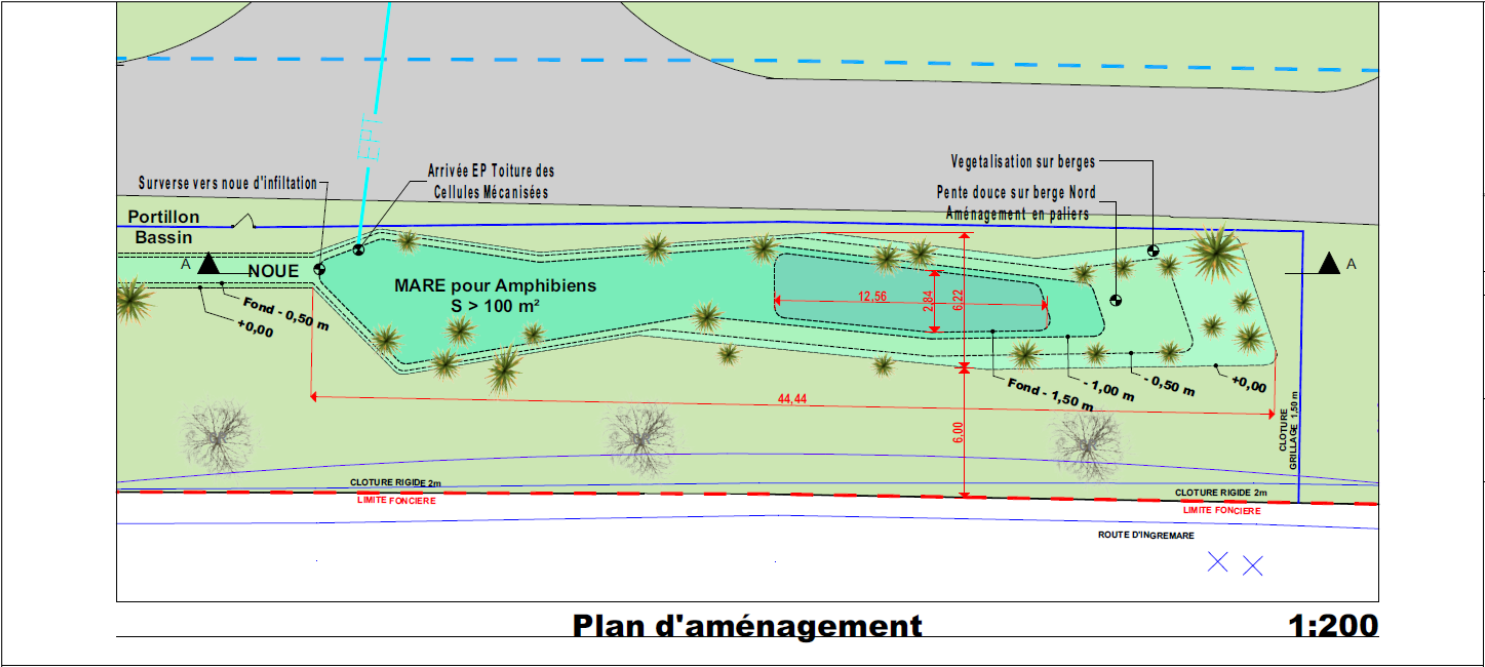 EPT
Surverse vers noue d'infiltation
Arrivée EP Toiture des
Cellules Mécanisées
Vegetalisation sur berges
Pente douce sur berge Nord
Aménagement en paliers
Portillon
Bassin
A
NOUE
MARE pour Amphibiens
S > 100 m²
A
Fond - 0,50 m
+0,00
12,56
2,84
6,22
Fond - 1,50 m
- 1,00 m
- 0,50 m
+0,00
44,44
6,00
CLOTURE
GRILLAGE 1,50 m
CLOTURE RIGIDE 2m
LIMITE FONCIERE
CLOTURE RIGIDE 2m
LIMITE FONCIERE
ROUTE D'INGREMARE
Plan d'aménagement
1:200